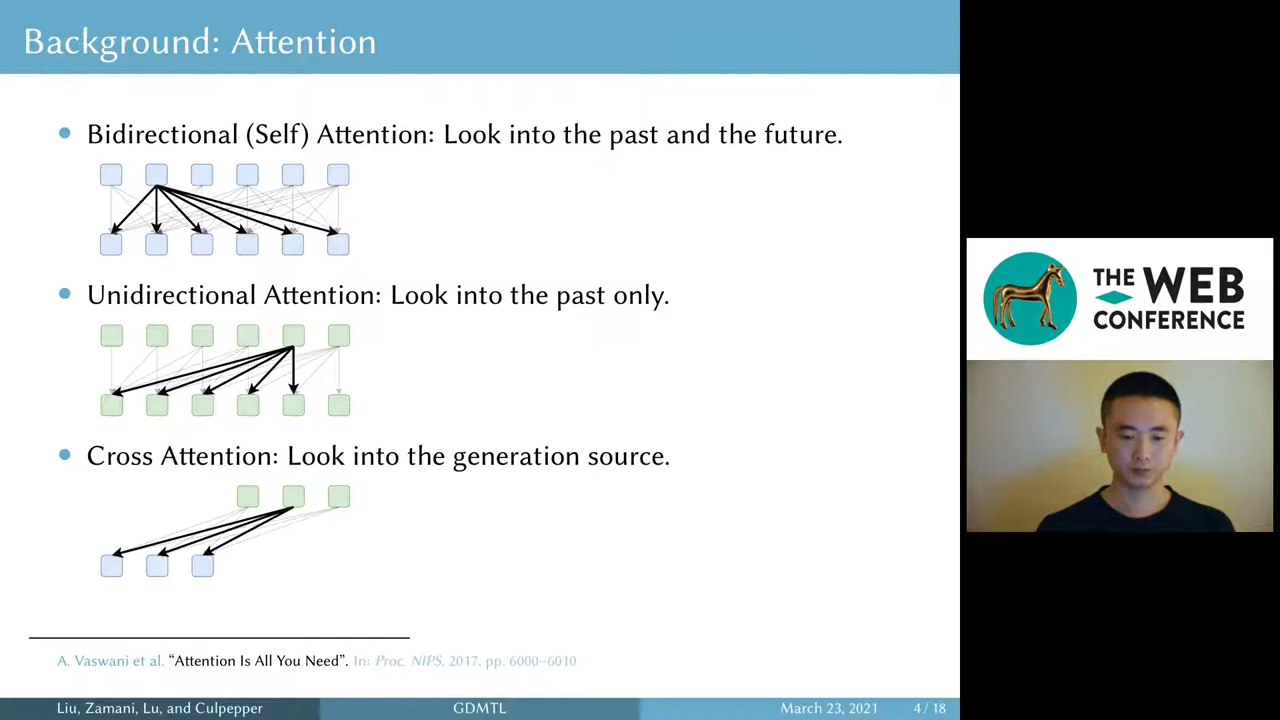 Background: Attention
Bidirectional (Self) Attention: Look into the past and the future.
Unidirectional Attention: Look into the past only.
Cross Attention: Look into the generation source.
A. Vaswani et al. “Attention Is All You Need”. In: Proc. NIPS, 2017, pp. 6000–6010
Liu, Zamani, Lu, and Culpepper GDMTL March 23, 2021 4 / 18
THE WEB
CONFERENCE